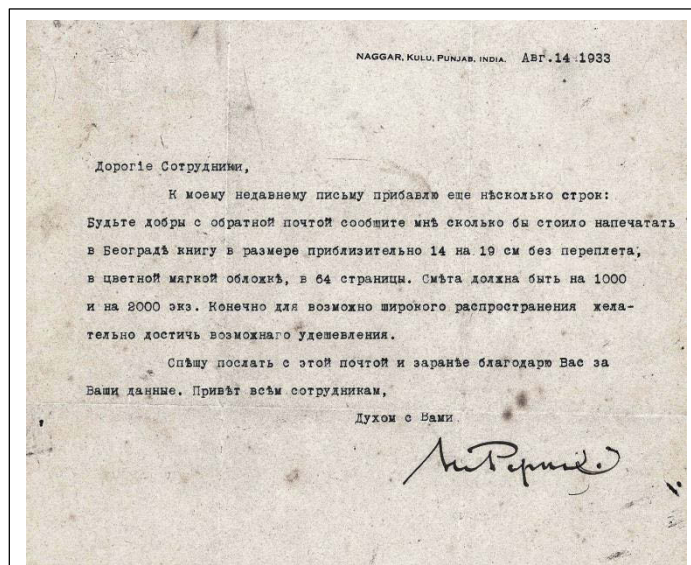 NAGGAR, KULU, PUNJAB, INDIA. Авг.14.1933
Дорогіе Сотрудники,
К моему недавнему письму прибавлю еще нѣсколько строк:
Будьте добры с обратной почтой сообщите мнѣ сколько бы стоило напечатать
в Београдѣ книгу в размере приблизительно 14 на 19 см без переплета,
в цветной мягкой обложкѣ, в 64 страницы. Смѣта должна быть на 1000
и на 2000 экз. Конечно для возможно широкого распространения жела-
тельно достичь возможнаго удешевления.
Спѣшу послать с этой почтой и заранѣе благодарю Вас за
Ваши данные. Привѣт всѣм сотрудникам,
Духом с Вами
Н Рерих.